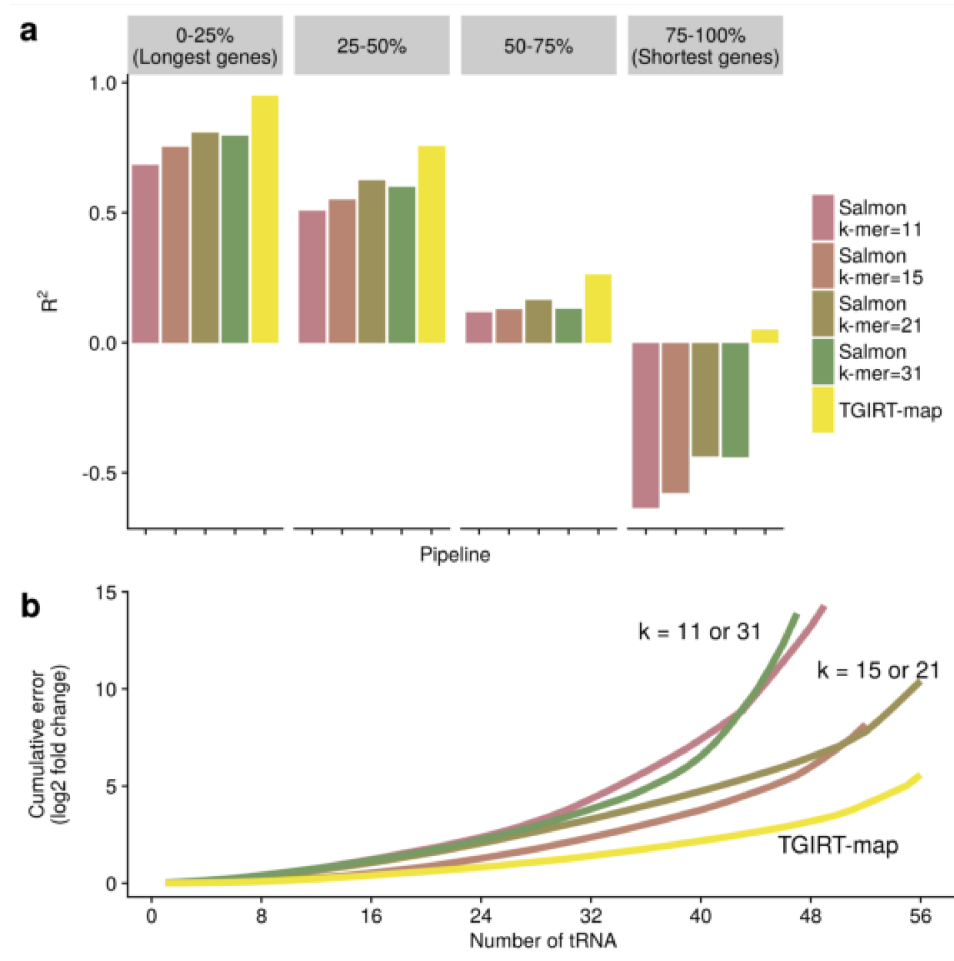 a
0-25%
(Longest genes)
25-50%
50-75%
75-100%
(Shortest genes)
1.0
0.5
0.0
-0.5
R²
Pipeline
Salmon
k-mer=11
Salmon
k-mer=15
Salmon
k-mer=21
Salmon
k-mer=31
TGIRT-map
b
15
10
5
0
Cumulative error
(log2 fold change)
k = 11 or 31
k = 15 or 21
TGIRT-map
0 8 16 24 32 40 48 56
Number of tRNA